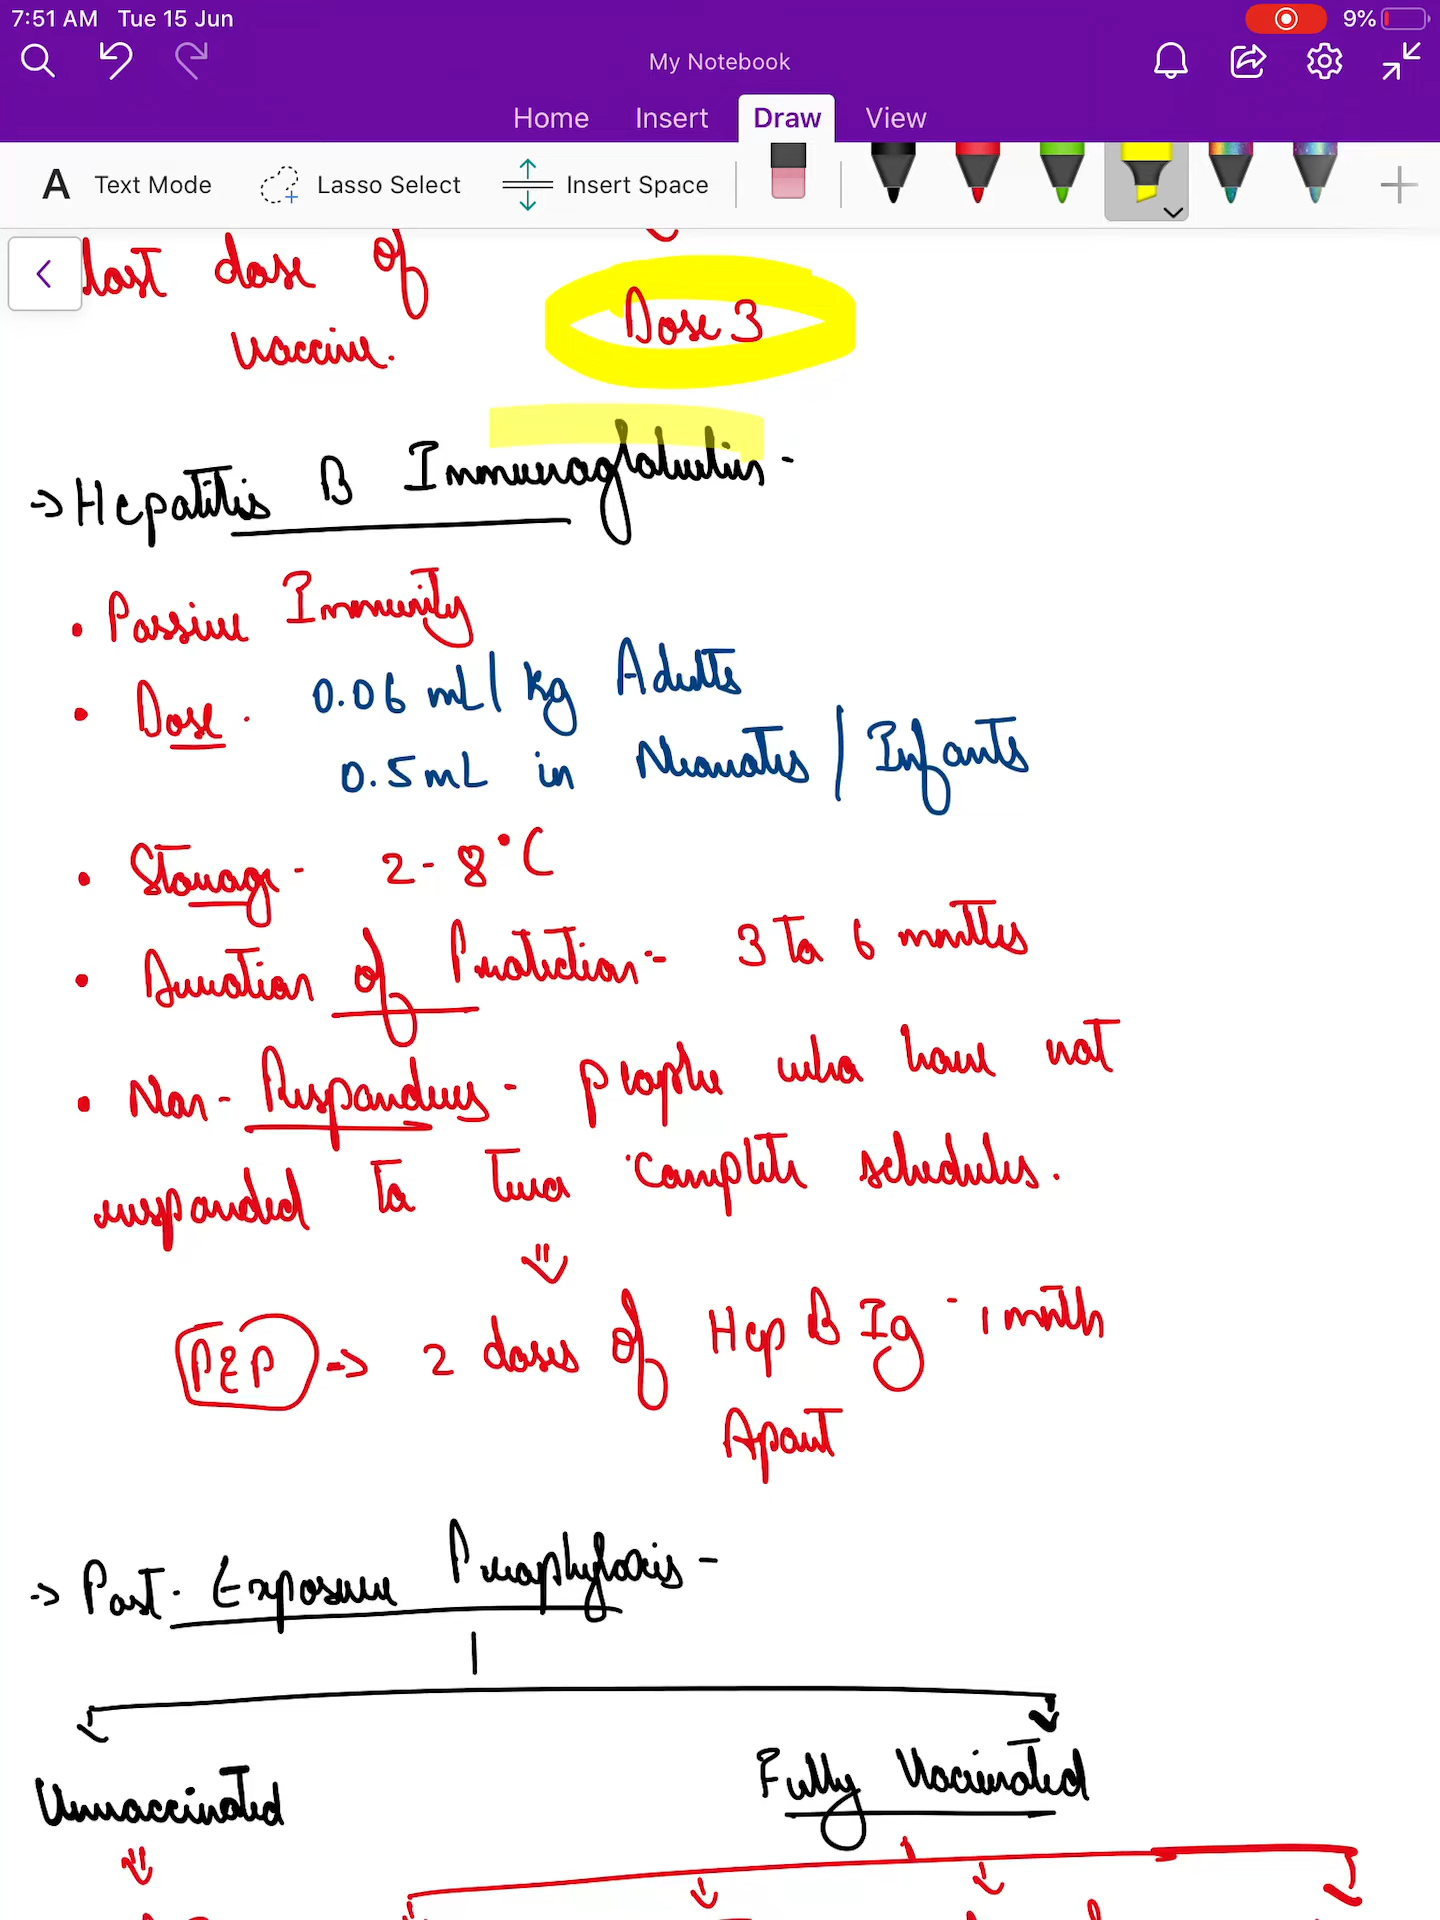 7:51 AM Tue 15 Jun
9%
My Notebook
Home Insert Draw View
A Text Mode Lasso Select Insert Space
last dose of
vaccine.
Dose 3
=> Hepatitis B Immunoglobulin -
• Passive Immunity
• Dose. 0.06 mL/kg Adults
0.5mL in Neonates / Infants
• Storage - 2-8°C
• Duration of Protection - 3 to 6 months
• Non-Responders - people who have not
responded to two complete schedules.
PEP => 2 doses of Hep B Ig - 1 month
Apart
=> Post-Exposure Prophylaxis -
Unvaccinated
Fully Vaccinated